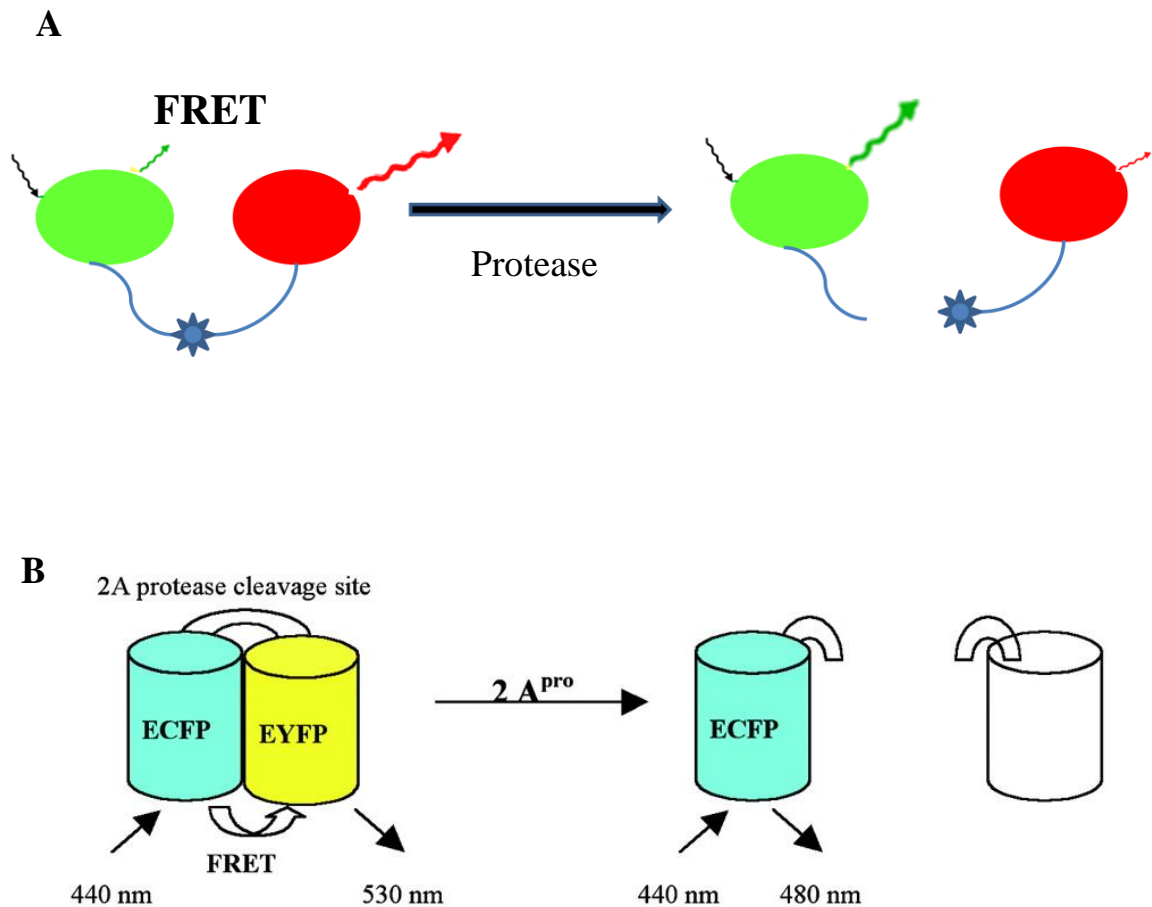 A
FRET
Protease
B
2A protease cleavage site
ECFP
EYFP
2 A^pro
ECFP
FRET
440 nm
530 nm
440 nm
480 nm